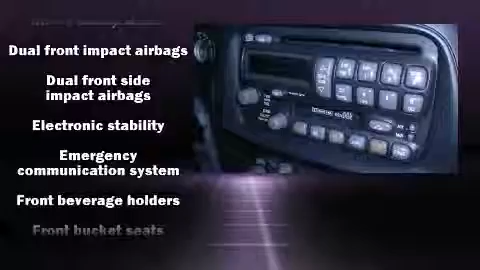 Dual front impact airbags
Dual front side
impact airbags
Electronic stability
Emergency
communication system
Front beverage holders
Front bucket seats